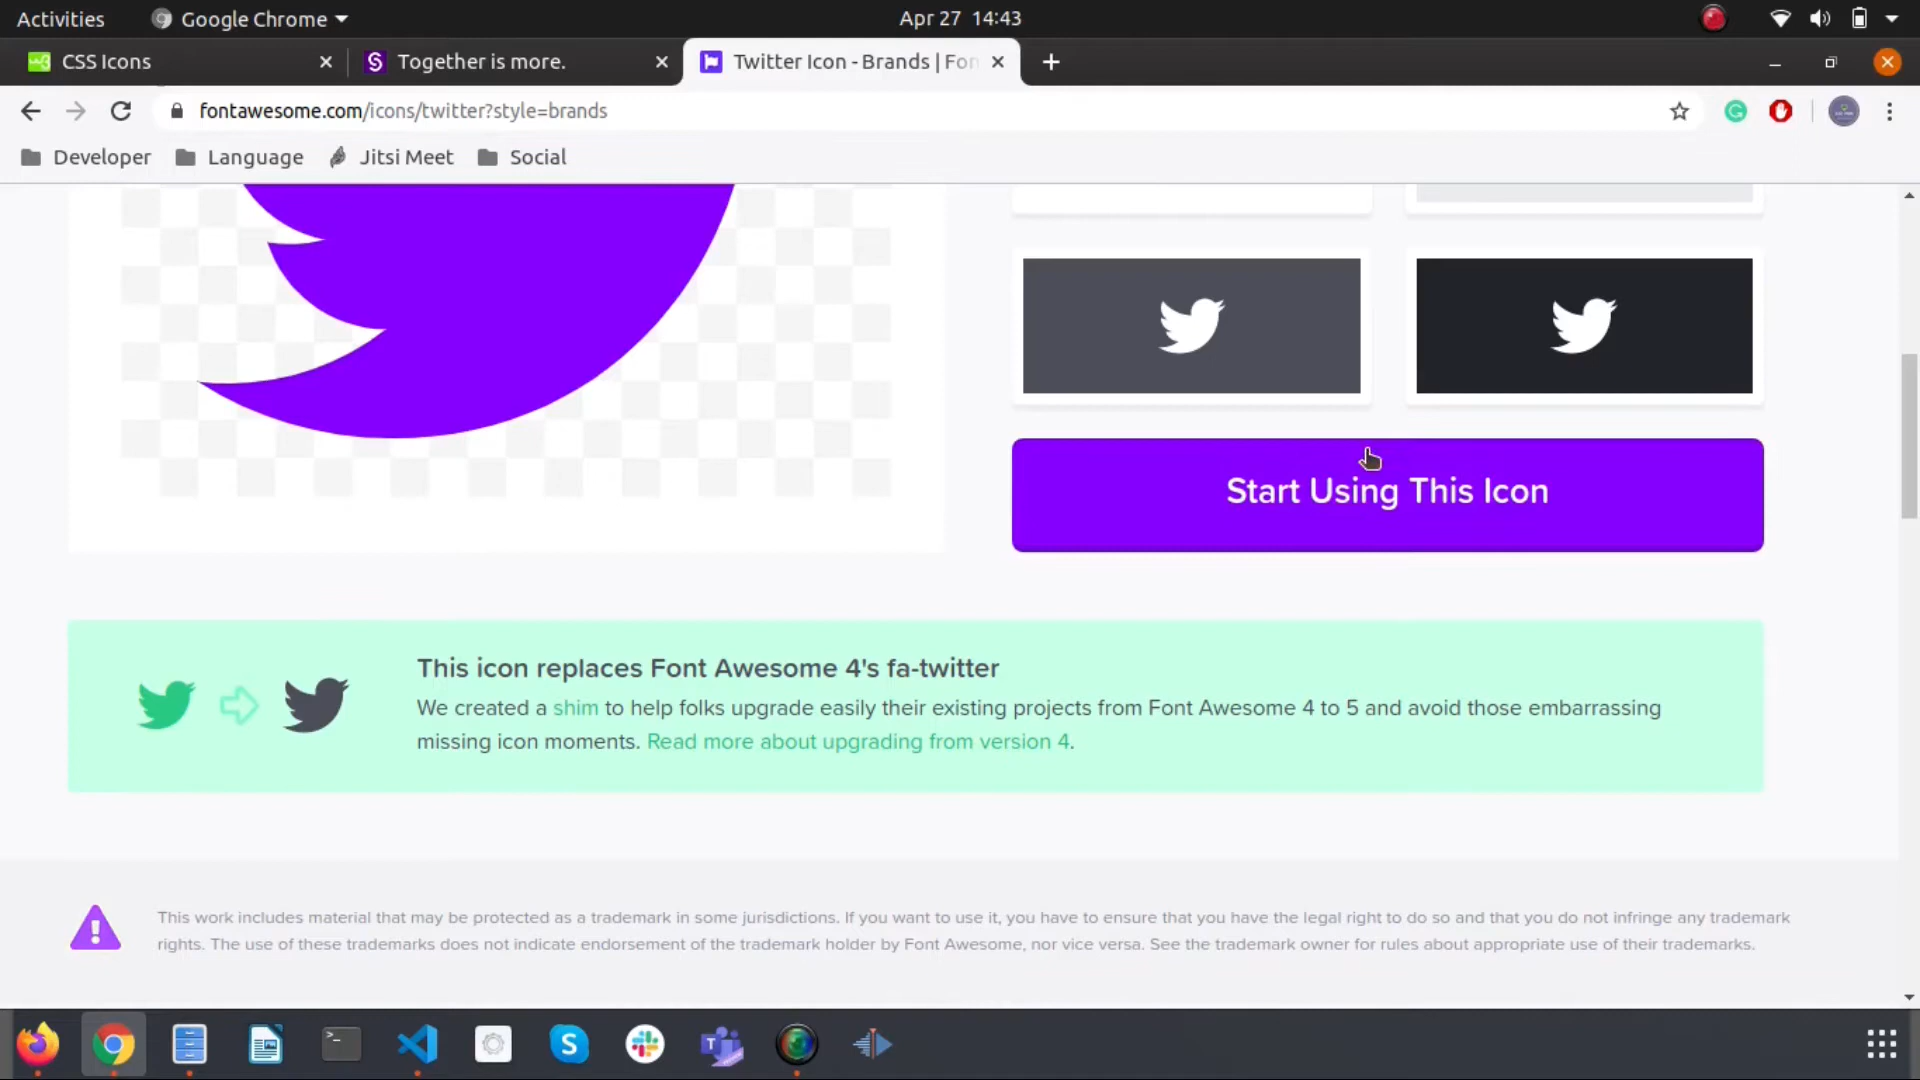 Activities
Google Chrome
Apr 27 14:43
CSS Icons
Together is more.
Twitter Icon - Brands | Fon
fontawesome.com/icons/twitter?style=brands
Developer
Language
Jitsi Meet
Social
Start Using This Icon
This icon replaces Font Awesome 4's fa-twitter
We created a shim to help folks upgrade easily their existing projects from Font Awesome 4 to 5 and avoid those embarrassing
missing icon moments. Read more about upgrading from version 4.
This work includes material that may be protected as a trademark in some jurisdictions. If you want to use it, you have to ensure that you have the legal right to do so and that you do not infringe any trademark
rights. The use of these trademarks does not indicate endorsement of the trademark holder by Font Awesome, nor vice versa. See the trademark owner for rules about appropriate use of their trademarks.